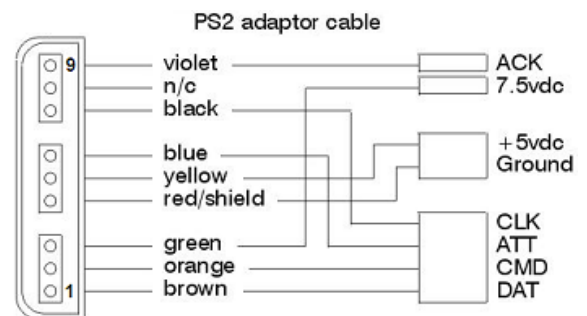 PS2 adaptor cable
9 violet ACK
n/c 7.5vdc
black
blue +5vdc
yellow Ground
red/shield
CLK
green ATT
orange CMD
1 brown DAT